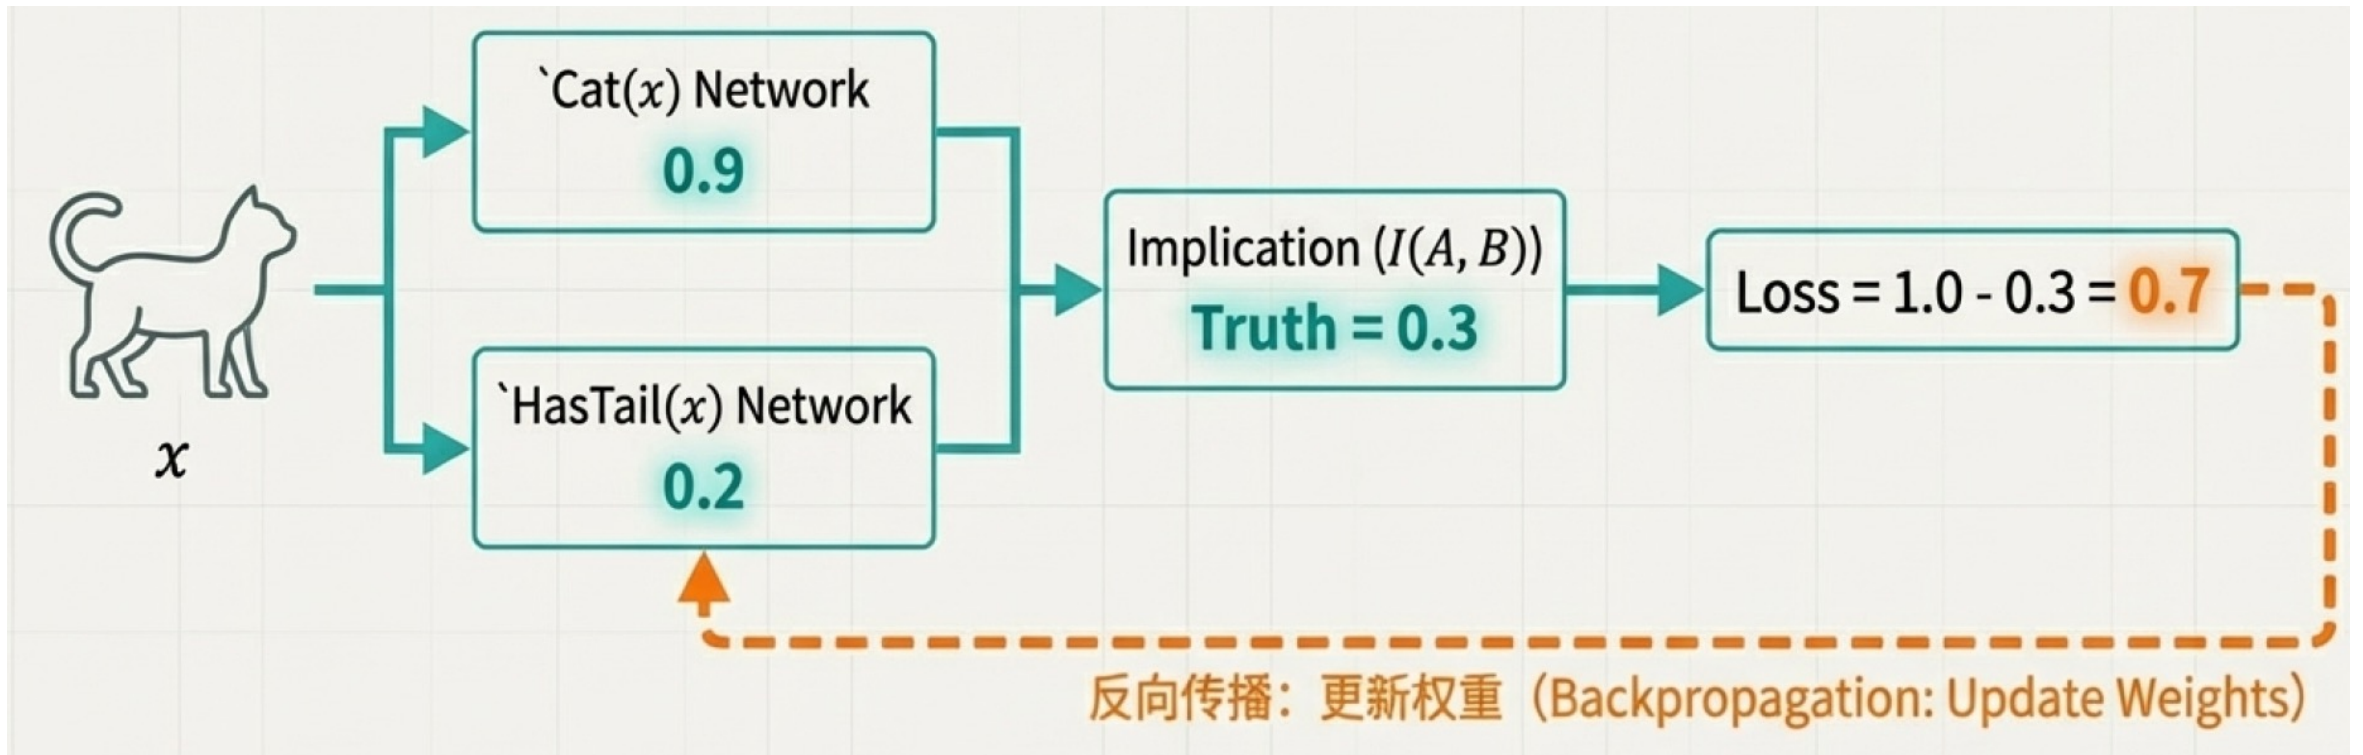 `Cat(x) Network
0.9
x
`HasTail(x) Network
0.2
Implication (I(A, B))
Truth = 0.3
Loss = 1.0 - 0.3 = 0.7
反向传播：更新权重（Backpropagation: Update Weights）